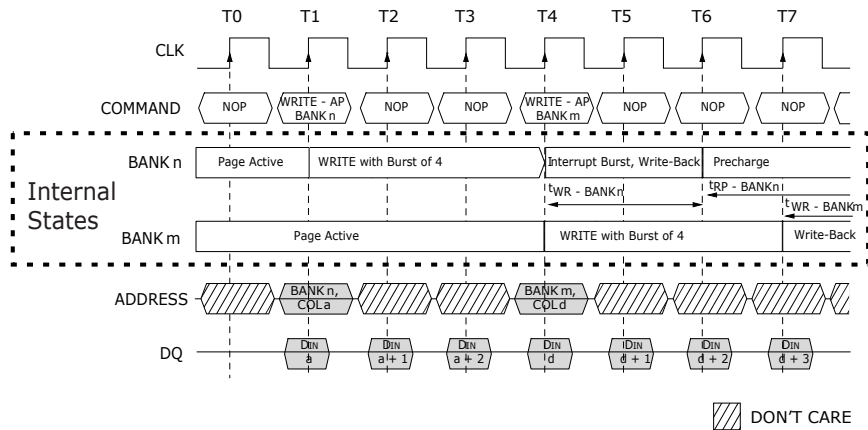 T0 T1 T2 T3 T4 T5 T6 T7
CLK
COMMAND NOP WRITE - AP BANK n NOP NOP WRITE - AP BANK m NOP NOP NOP
BANK n Page Active WRITE with Burst of 4 Interrupt Burst, Write-Back Precharge
Internal States
tWR - BANK n tRP - BANK n
tWR - BANK m
BANK m Page Active WRITE with Burst of 4 Write-Back
ADDRESS BANK n, COL a BANK m, COL d
DQ DIN a DIN a + 1 DIN a + 2 DIN d DIN d + 1 DIN d + 2 DIN d + 3
DON'T CARE